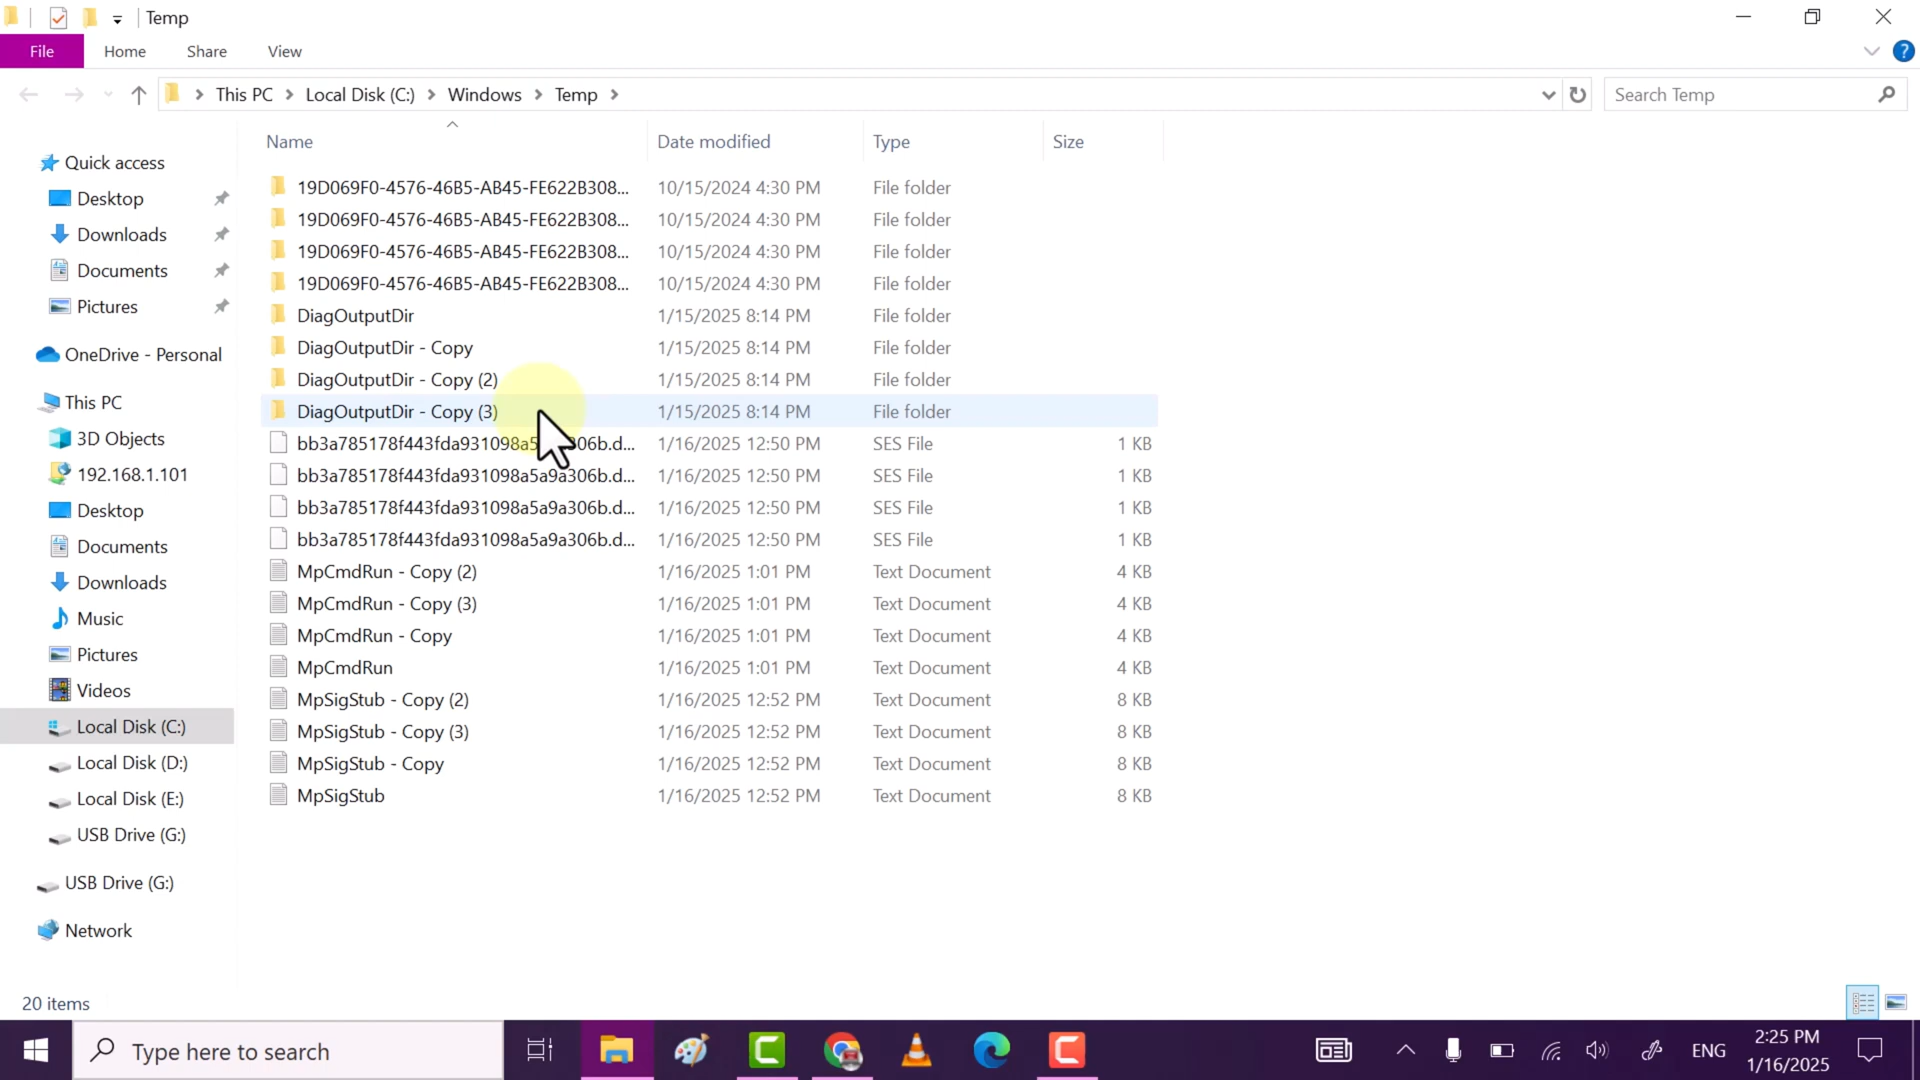 Temp
File Home Share View
This PC Local Disk (C:) Windows Temp Search Temp
Name Date modified Type Size
Quick access
Desktop
Downloads
Documents
Pictures
OneDrive - Personal
This PC
3D Objects
192.168.1.101
Desktop
Documents
Downloads
Music
Pictures
Videos
Local Disk (C:)
Local Disk (D:)
Local Disk (E:)
USB Drive (G:)
USB Drive (G:)
Network
19D069F0-4576-46B5-AB45-FE622B308... 10/15/2024 4:30 PM File folder
19D069F0-4576-46B5-AB45-FE622B308... 10/15/2024 4:30 PM File folder
19D069F0-4576-46B5-AB45-FE622B308... 10/15/2024 4:30 PM File folder
19D069F0-4576-46B5-AB45-FE622B308... 10/15/2024 4:30 PM File folder
DiagOutputDir 1/15/2025 8:14 PM File folder
DiagOutputDir - Copy 1/15/2025 8:14 PM File folder
DiagOutputDir - Copy (2) 1/15/2025 8:14 PM File folder
DiagOutputDir - Copy (3) 1/15/2025 8:14 PM File folder
1/16/2025 12:50 PM SES File 1 KB
bb3a785178f443fda931098a5a9a306b.d... 1/16/2025 12:50 PM SES File 1 KB
bb3a785178f443fda931098a5a9a306b.d... 1/16/2025 12:50 PM SES File 1 KB
bb3a785178f443fda931098a5a9a306b.d... 1/16/2025 12:50 PM SES File 1 KB
MpCmdRun - Copy (2) 1/16/2025 1:01 PM Text Document 4 KB
MpCmdRun - Copy (3) 1/16/2025 1:01 PM Text Document 4 KB
MpCmdRun - Copy 1/16/2025 1:01 PM Text Document 4 KB
MpCmdRun 1/16/2025 1:01 PM Text Document 4 KB
MpSigStub - Copy (2) 1/16/2025 12:52 PM Text Document 8 KB
MpSigStub - Copy (3) 1/16/2025 12:52 PM Text Document 8 KB
MpSigStub - Copy 1/16/2025 12:52 PM Text Document 8 KB
MpSigStub 1/16/2025 12:52 PM Text Document 8 KB
20 items
Type here to search
ENG
2:25 PM
1/16/2025